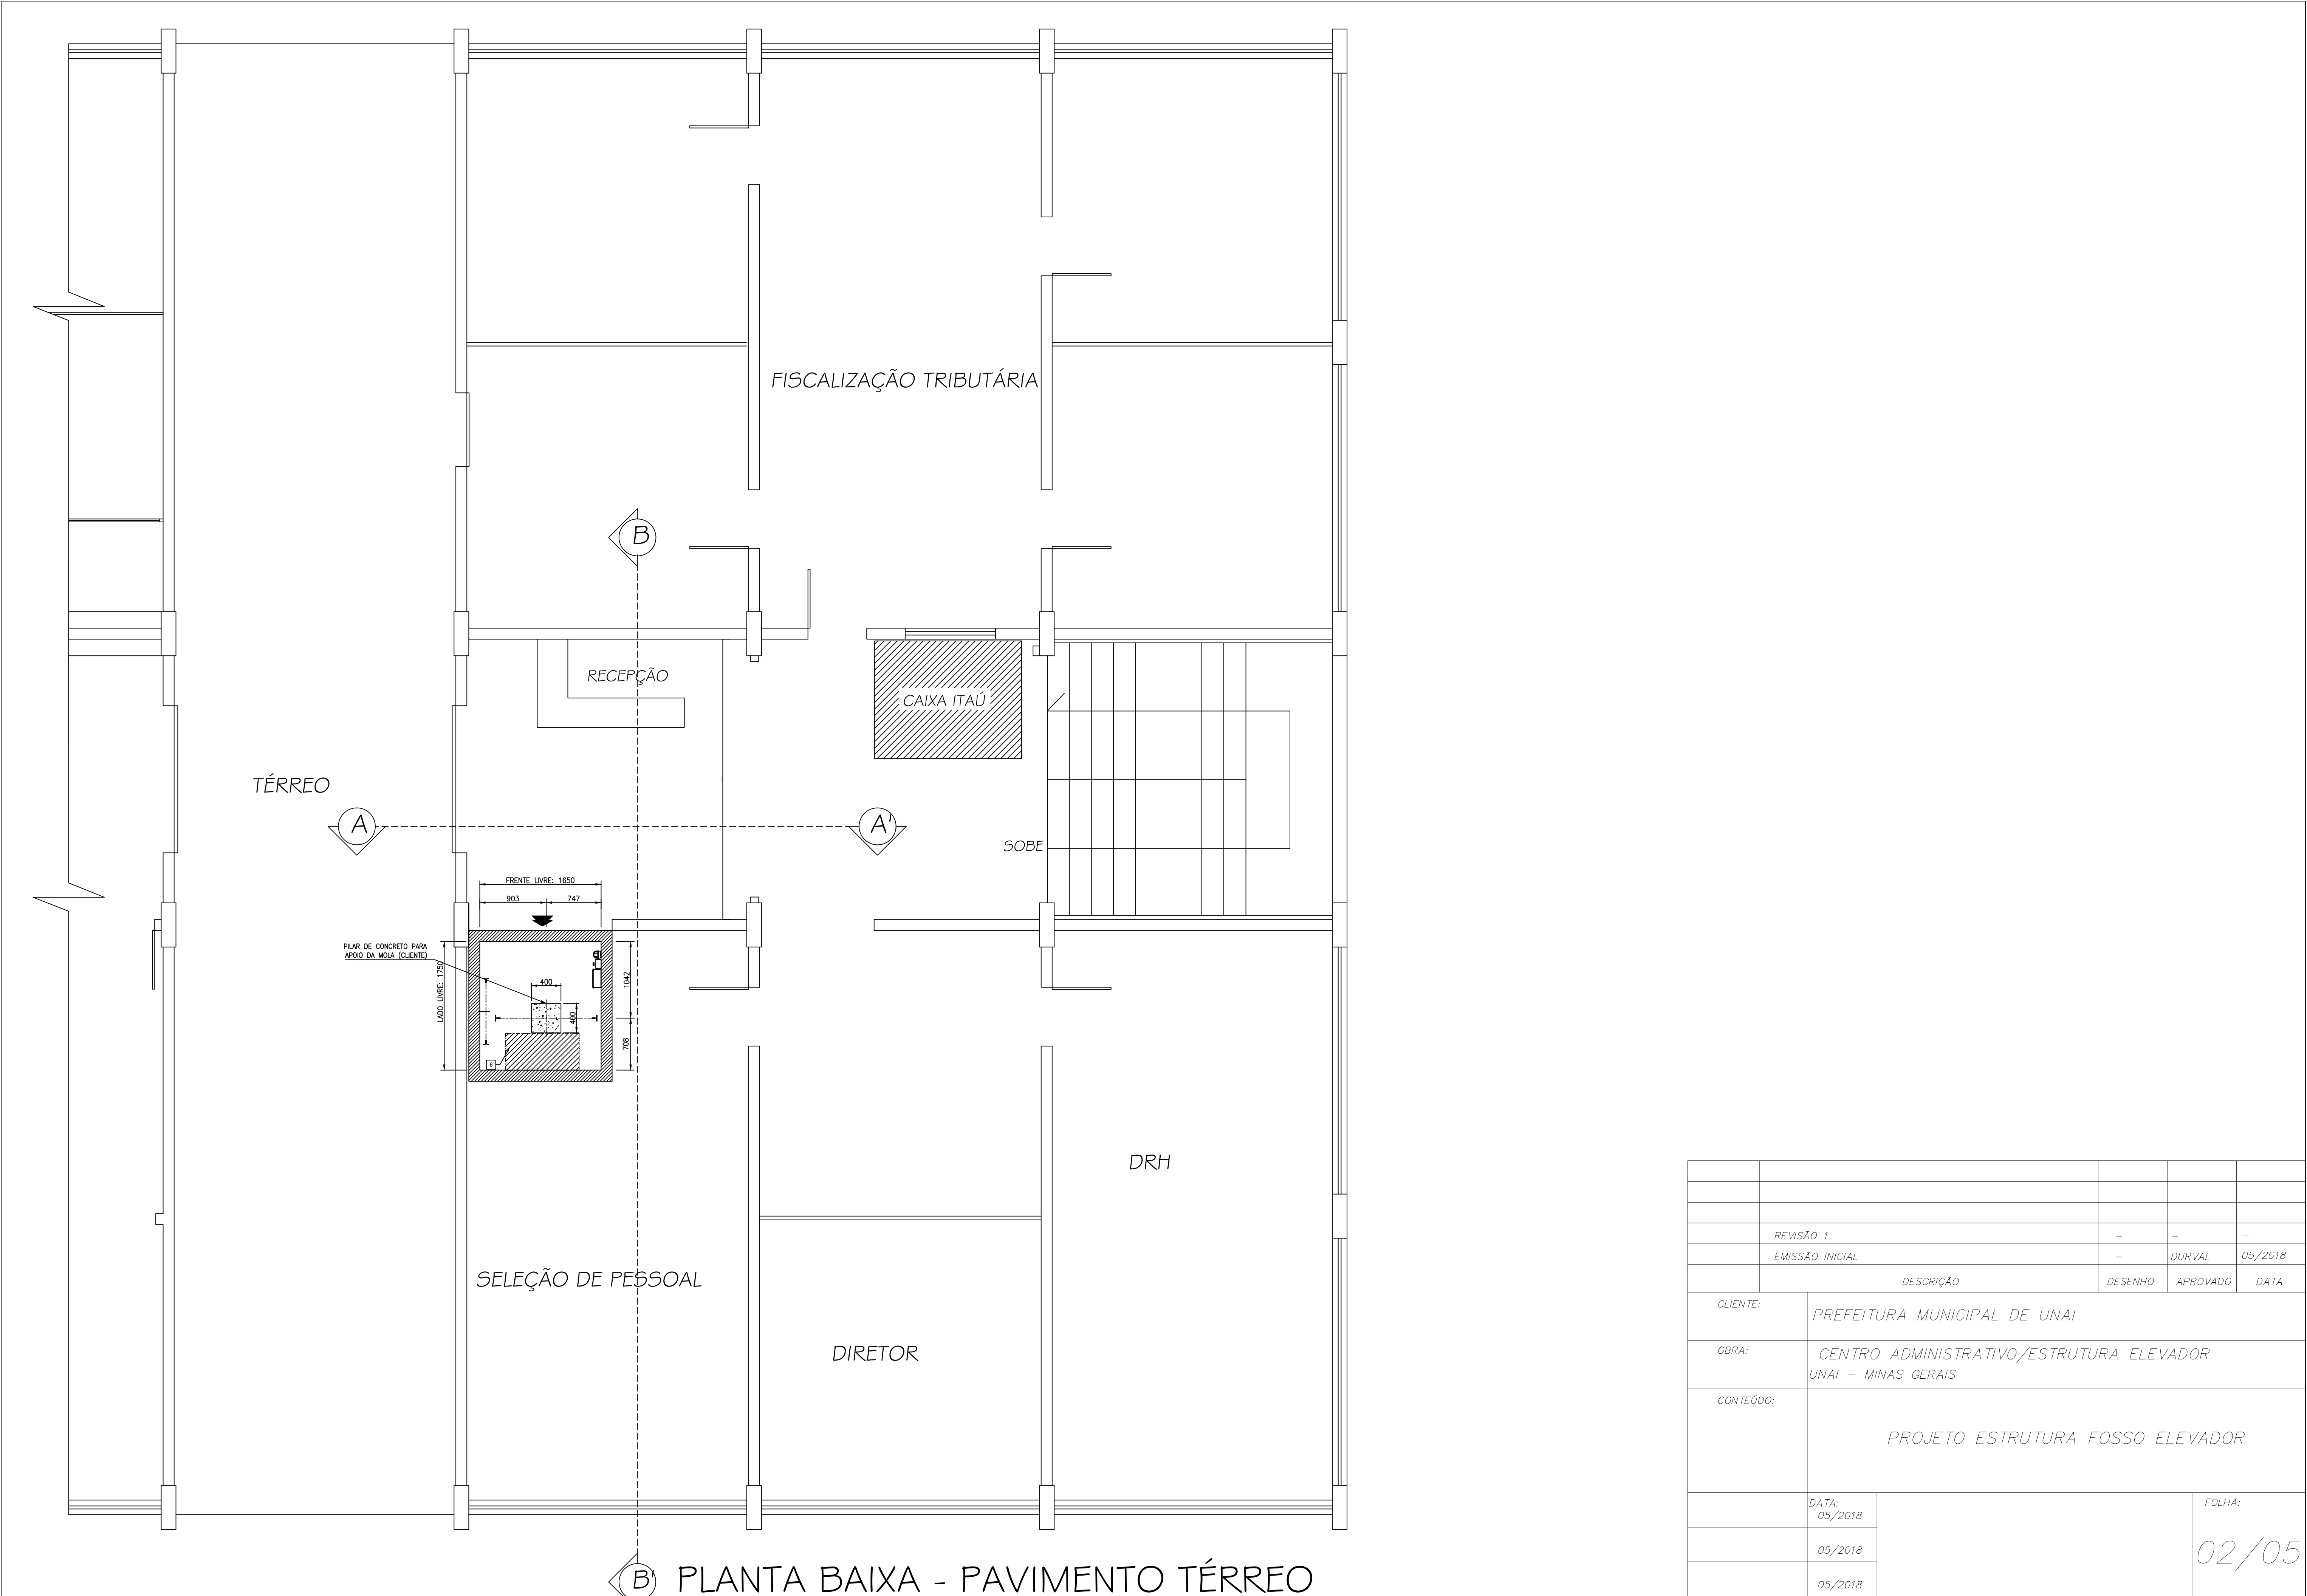 FISCALIZAÇÃO TRIBUTÁRIA
B
RECEPÇÃO
CAIXA ITAÚ
TÉRREO
A
A'
SOBE
FRENTE LIVRE: 1650
903
747
PILAR DE CONCRETO PARA
APOIO DA MOLA (CLIENTE)
LADO LIVRE: 1750
400
400
1042
708
DRH
SELEÇÃO DE PESSOAL
DIRETOR
B'
PLANTA BAIXA - PAVIMENTO TÉRREO
REVISÃO 1 - - -
EMISSÃO INICIAL - DURVAL 05/2018
DESCRIÇÃO DESENHO APROVADO DATA
CLIENTE: PREFEITURA MUNICIPAL DE UNAI
OBRA: CENTRO ADMINISTRATIVO/ESTRUTURA ELEVADOR
UNAI - MINAS GERAIS
CONTEÚDO:
PROJETO ESTRUTURA FOSSO ELEVADOR
DATA:
05/2018
05/2018
05/2018
FOLHA:
02/05